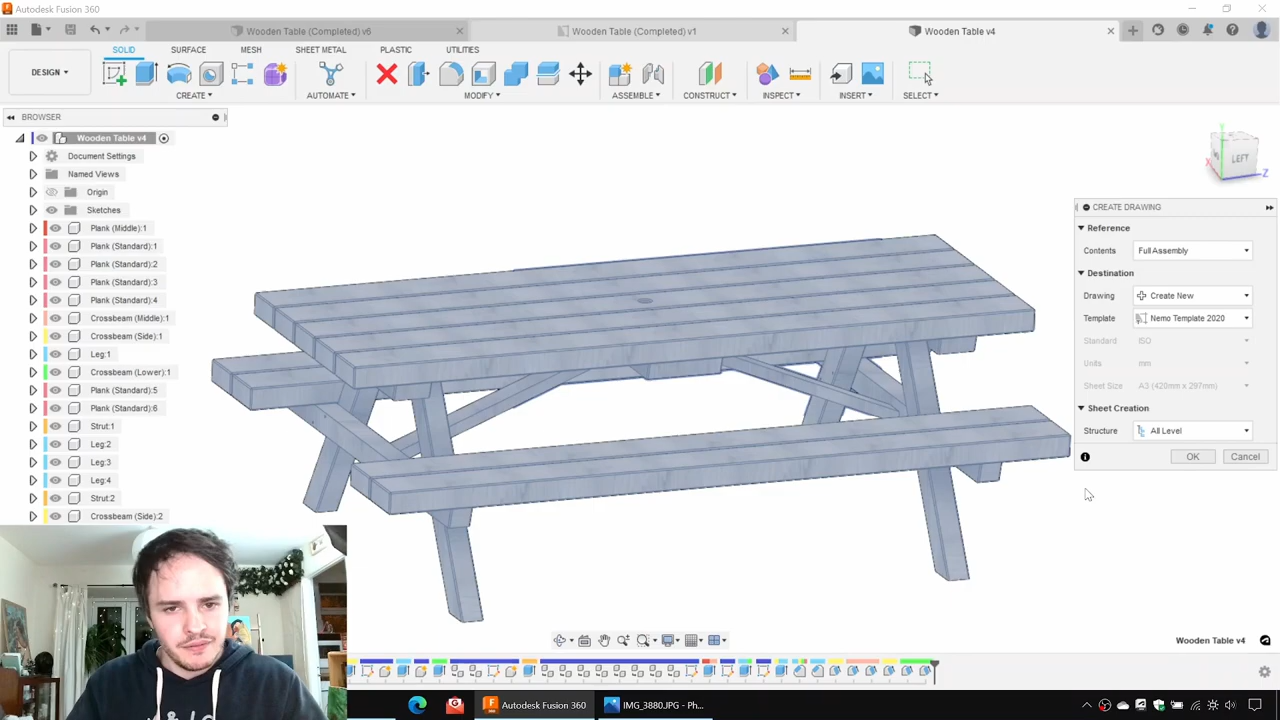 Autodesk Fusion 360
Wooden Table (Completed) v6
Wooden Table (Completed) v1
Wooden Table v4
SOLID
SURFACE
MESH
SHEET METAL
PLASTIC
UTILITIES
DESIGN
CREATE
AUTOMATE
MODIFY
ASSEMBLE
CONSTRUCT
INSPECT
INSERT
SELECT
BROWSER
Wooden Table v4
Document Settings
Named Views
Origin
Sketches
Plank (Middle):1
Plank (Standard):1
Plank (Standard):2
Plank (Standard):3
Plank (Standard):4
Crossbeam (Middle):1
Crossbeam (Side):1
Leg:1
Crossbeam (Lower):1
Plank (Standard):5
Plank (Standard):6
Strut:1
Leg:2
Leg:3
Leg:4
Strut:2
Crossbeam (Side):2
Y
LEFT
X
Z
CREATE DRAWING
Reference
Contents Full Assembly
Destination
Drawing Create New
Template Nemo Template 2020
Standard ISO
Units mm
Sheet Size A3 (420mm x 297mm)
Sheet Creation
Structure All Level
OK Cancel
Wooden Table v4
Autodesk Fusion 360
IMG_3880.JPG - Ph...